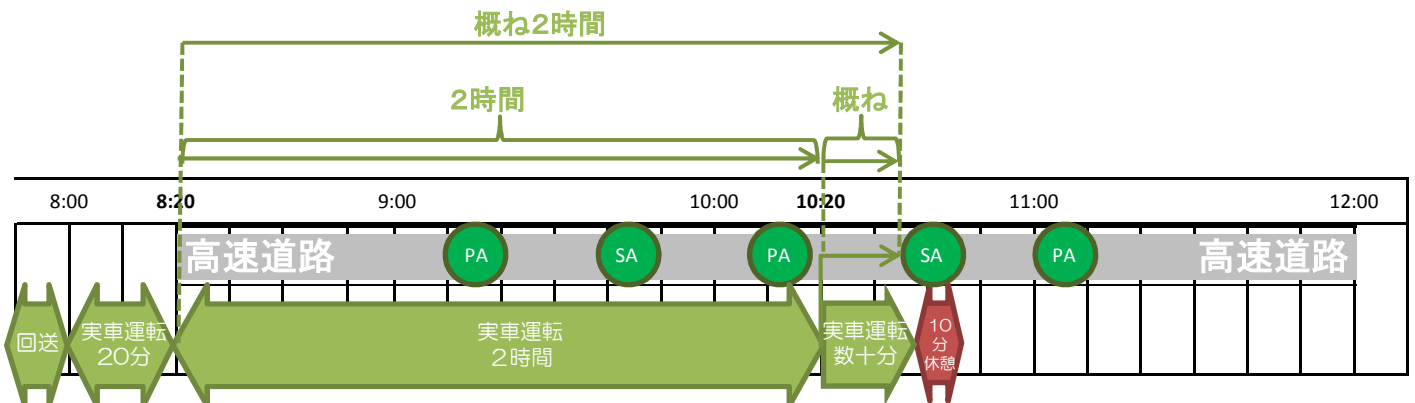 概ね2時間
2時間
概ね
8:00
8:20
9:00
10:00
10:20
11:00
12:00
高速道路
PA
SA
PA
SA
PA
高速道路
回送
実車運転
20分
実車運転
2時間
実車運転
数十分
10
分
休憩